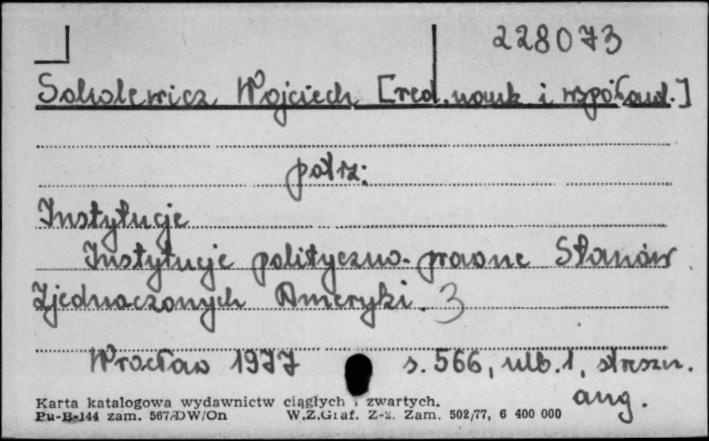 228073
Sokolewicz Wojciech [red. nauk i współaut.]
patrz:
Instytucje
Instytucje polityczno-prawne Stanów
Zjednoczonych Ameryki. 3
Wrocław 1977 s. 566, nlb. 1, streszcz.
ang.
Karta katalogowa wydawnictw ciągłych i zwartych.
Pu-B-144 zam. 567/DW/On W.Z.Graf. Z-2. Zam. 502/77, 6 400 000